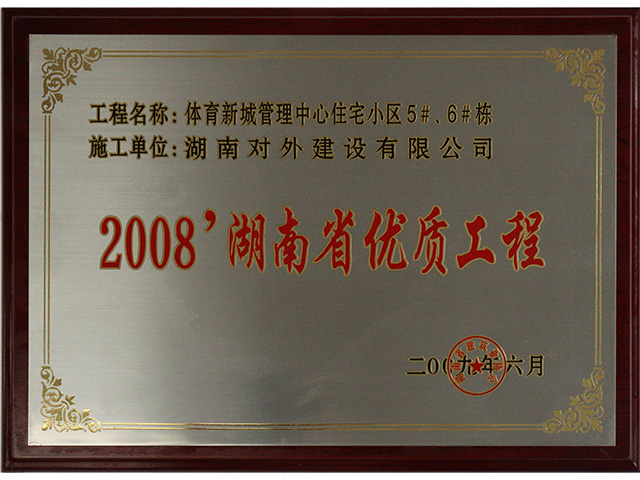 工程名称：体育新城管理中心住宅小区5#、6#栋
施工单位：湖南对外建设有限公司
2008’湖南省优质工程
二00九年六月